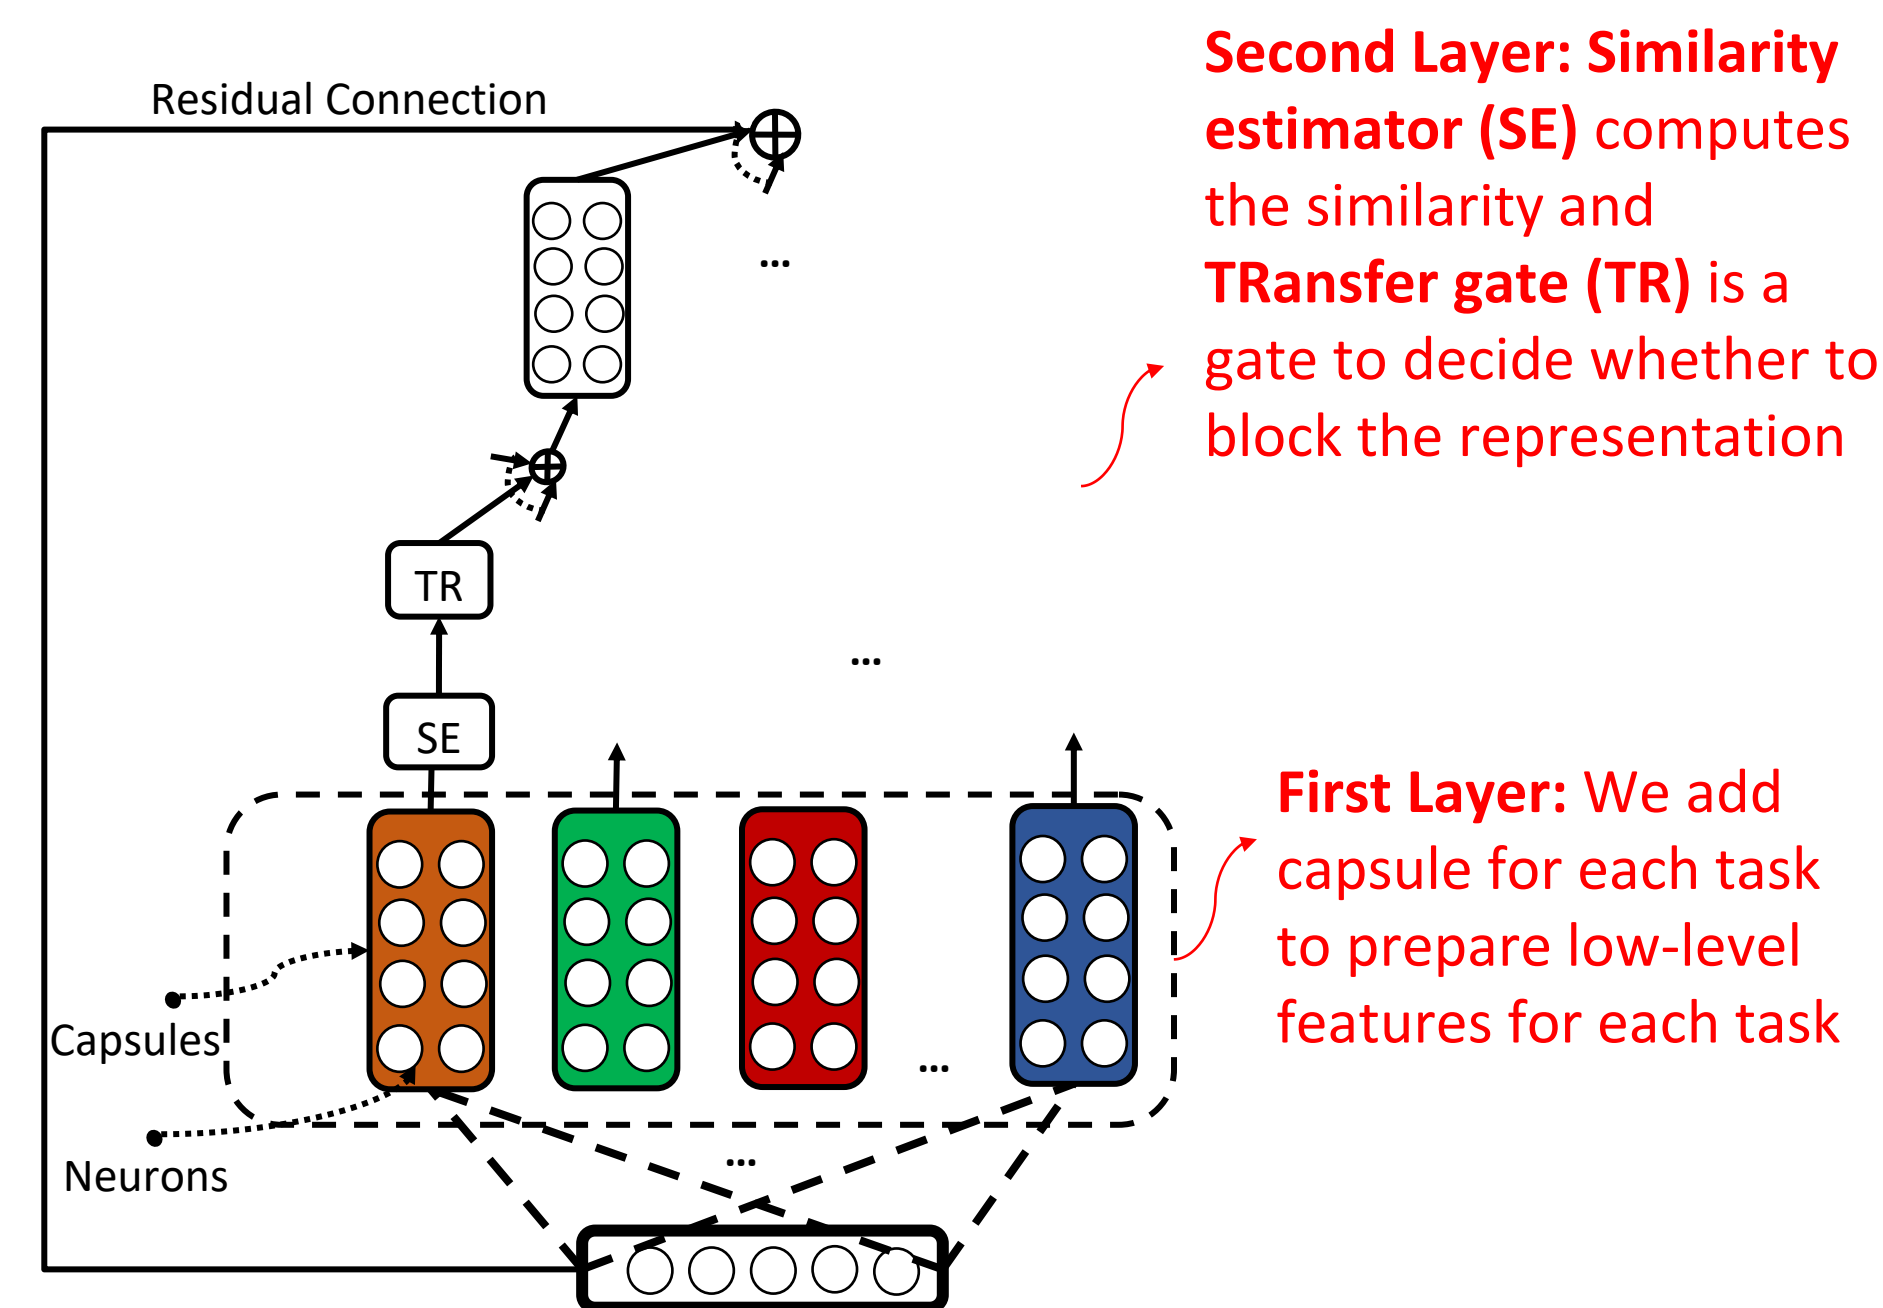 Residual Connection
Second Layer: Similarity
estimator (SE) computes
the similarity and
TRansfer gate (TR) is a
gate to decide whether to
block the representation
...
TR
...
SE
First Layer: We add
capsule for each task
to prepare low-level
features for each task
Capsules
...
Neurons
...